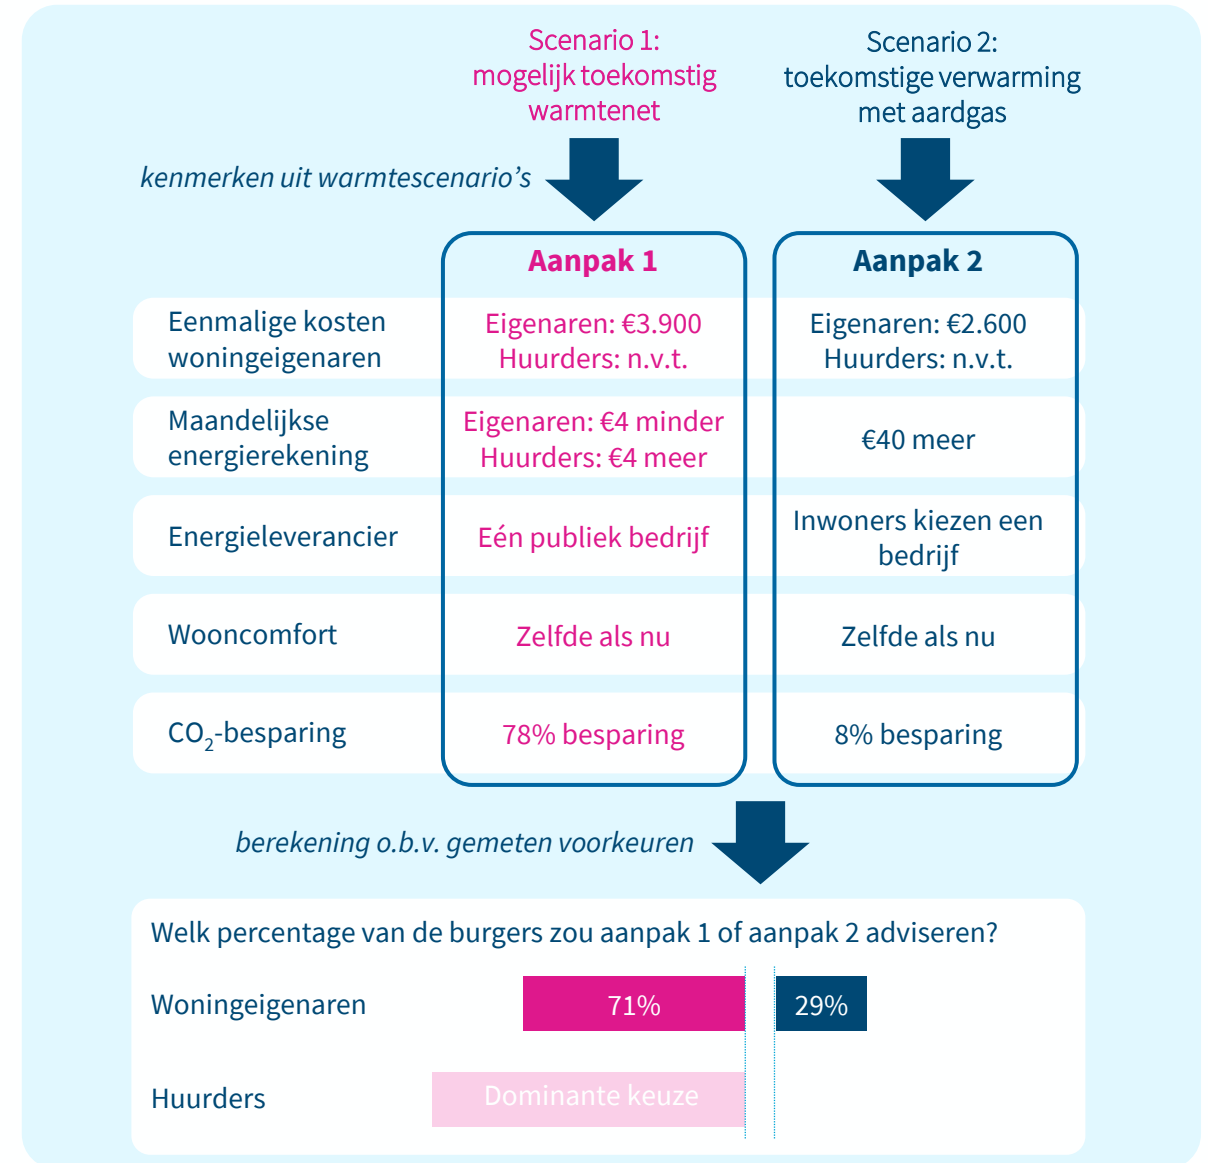 Scenario 1:
mogelijk toekomstig
warmtenet
Scenario 2:
toekomstige verwarming
met aardgas
kenmerken uit warmtescenario's
Aanpak 1
Aanpak 2
Eenmalige kosten
woningeigenaren
Eigenaren: €3.900
Huurders: n.v.t.
Eigenaren: €2.600
Huurders: n.v.t.
Maandelijkse
energierekening
Eigenaren: €4 minder
Huurders: €4 meer
€40 meer
Energieleverancier
Eén publiek bedrijf
Inwoners kiezen een
bedrijf
Wooncomfort
Zelfde als nu
Zelfde als nu
CO₂-besparing
78% besparing
8% besparing
berekening o.b.v. gemeten voorkeuren
Welk percentage van de burgers zou aanpak 1 of aanpak 2 adviseren?
Woningeigenaren
71%
29%
Huurders
Dominante keuze